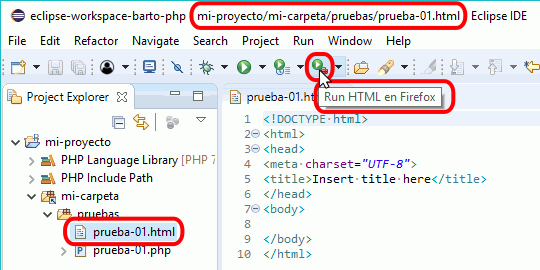 eclipse-workspace-barto-php mi-proyecto/mi-carpeta/pruebas/prueba-01.html Eclipse IDE
File Edit Refactor Navigate Search Project Run Window Help
Project Explorer
mi-proyecto
PHP Language Library [PHP 7
PHP Include Path
mi-carpeta
pruebas
prueba-01.html
prueba-01.php
prueba-01.ht
Run HTML en Firefox
1 <!DOCTYPE html>
2 <html>
3 <head>
4 <meta charset="UTF-8">
5 <title>Insert title here</title>
6 </head>
7 <body>
8
9 </body>
10 </html>